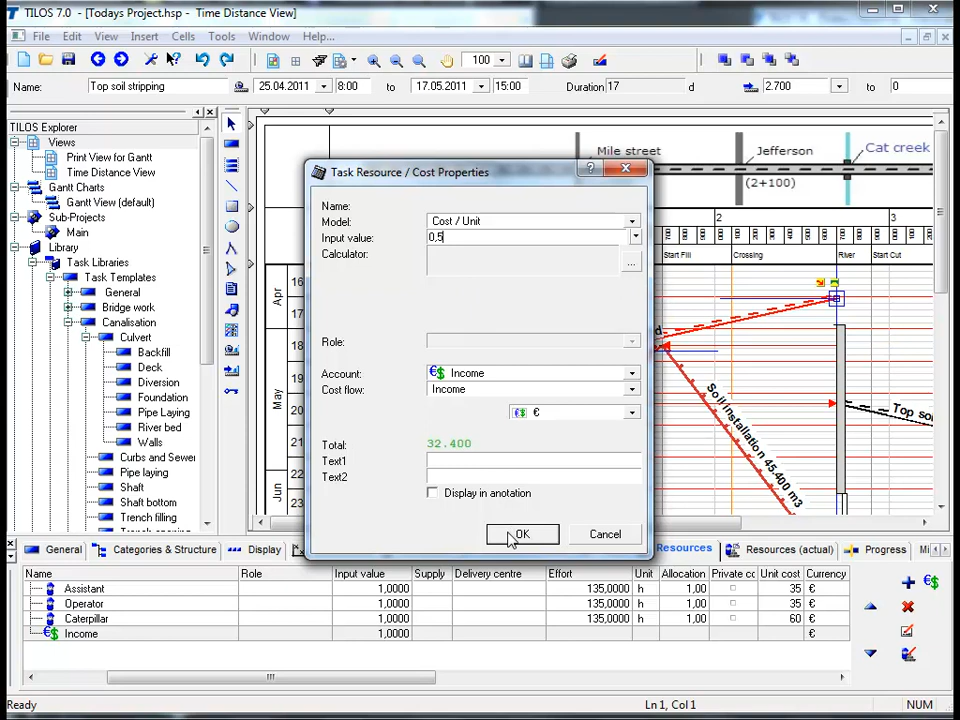 TILOS 7.0 - [Todays Project.hsp - Time Distance View]
File Edit View Insert Cells Tools Window Help...
100
Name: Top soil stripping 25.04.2011 8:00 to 17.05.2011 15:00 Duration 17 d 2.700 to 0
TILOS Explorer
Views
Print View for Gantt
Time Distance View
Gantt Charts
Gantt View (default)
Sub-Projects
Main
Library
Task Libraries
Task Templates
General
Bridge work
Canalisation
Culvert
Backfill
Deck
Diversion
Foundation
Pipe Laying
River bed
Walls
Curbs and Sewer
Pipe laying
Shaft
Shaft bottom
Trench filling
Mile street
Jefferson
(2+100)
Cat creek
2 3
Start Fill Crossing River Start Cut
Apr
May
Jun
16
17
18
19
20
21
22
23
Soil Installation 45.400 m3
Top so
Task Resource / Cost Properties
Name:
Model: Cost / Unit
Input value: 0,5
Calculator:
...
Role:
Account: Income
Cost flow: Income
€
Total: 32.400
Text1
Text2
Display in anotation
OK Cancel
General Categories & Structure Display Resources Resources (actual) Progress Mi
Name Role Input value Supply Delivery centre Effort Unit Allocation Private cc Unit cost Currency
Assistant 1,0000 135,0000 h 1,00 35 €
Operator 1,0000 135,0000 h 1,00 35 €
Caterpillar 1,0000 135,0000 h 1,00 60 €
Income 1,0000 €
Ready Ln 1, Col 1 NUM